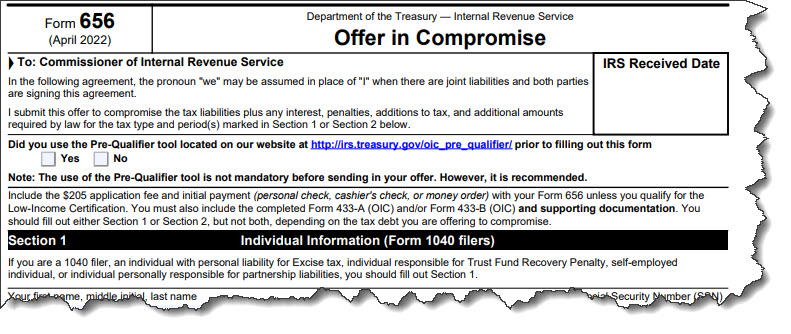 Form 656
(April 2022)
Department of the Treasury — Internal Revenue Service
Offer in Compromise
To: Commissioner of Internal Revenue Service
IRS Received Date
In the following agreement, the pronoun "we" may be assumed in place of "I" when there are joint liabilities and both parties
are signing this agreement.
I submit this offer to compromise the tax liabilities plus any interest, penalties, additions to tax, and additional amounts
required by law for the tax type and period(s) marked in Section 1 or Section 2 below.
Did you use the Pre-Qualifier tool located on our website at http://irs.treasury.gov/oic_pre_qualifier/ prior to filling out this form
Yes No
Note: The use of the Pre-Qualifier tool is not mandatory before sending in your offer. However, it is recommended.
Include the $205 application fee and initial payment (personal check, cashier's check, or money order) with your Form 656 unless you qualify for the
Low-Income Certification. You must also include the completed Form 433-A (OIC) and/or Form 433-B (OIC) and supporting documentation. You
should fill out either Section 1 or Section 2, but not both, depending on the tax debt you are offering to compromise.
Section 1 Individual Information (Form 1040 filers)
If you are a 1040 filer, an individual with personal liability for Excise tax, individual responsible for Trust Fund Recovery Penalty, self-employed
individual, or individual personally responsible for partnership liabilities, you should fill out Section 1.
Your first name, middle initial, last name Security Number (SSN)